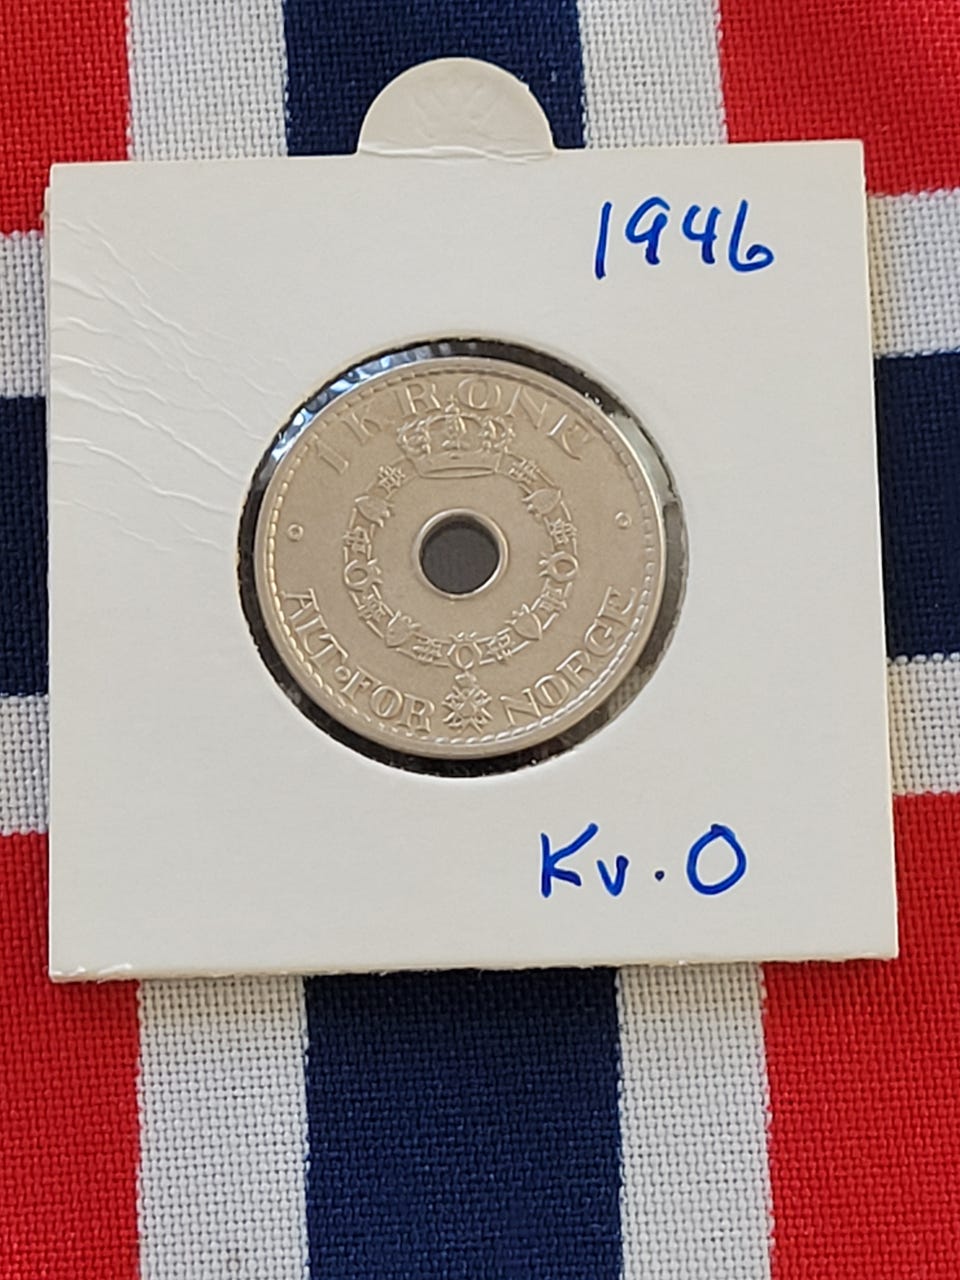 1946
1 KRONE
ALT • FOR NORGE
Kv. 0